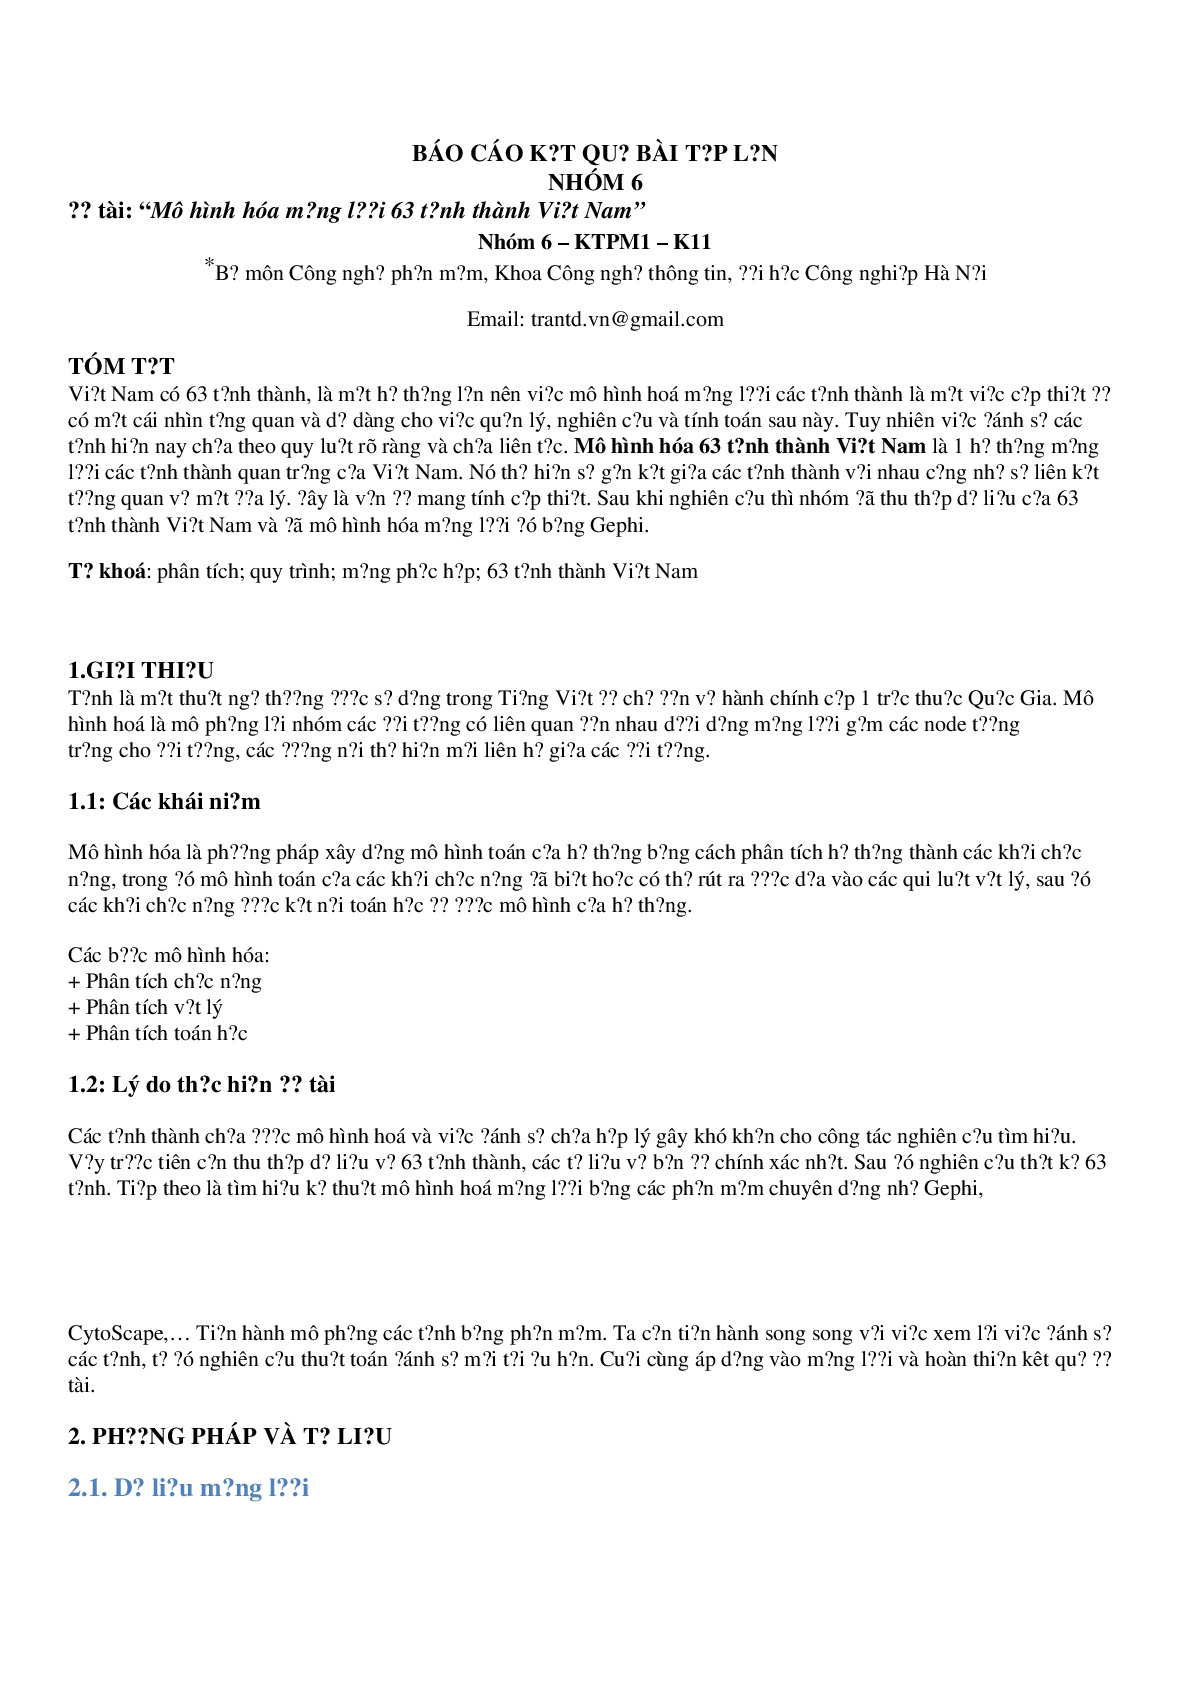 BÁO CÁO K?T QU? BÀI T?P L?N
NHÓM 6
?? tài: “Mô hình hóa m?ng l??i 63 t?nh thành Vi?t Nam”
Nhóm 6 – KTPM1 – K11
*B? môn Công ngh? ph?n m?m, Khoa Công ngh? thông tin, ??i h?c Công nghi?p Hà N?i
Email: trantd.vn@gmail.com
TÓM T?T
Vi?t Nam có 63 t?nh thành, là m?t h? th?ng l?n nên vi?c mô hình hoá m?ng l??i các t?nh thành là m?t vi?c c?p thi?t ??
có m?t cái nhìn t?ng quan và d? dàng cho vi?c qu?n lý, nghiên c?u và tính toán sau này. Tuy nhiên vi?c ?ánh s? các
t?nh hi?n nay ch?a theo quy lu?t rõ ràng và ch?a liên t?c. Mô hình hóa 63 t?nh thành Vi?t Nam là 1 h? th?ng m?ng
l??i các t?nh thành quan tr?ng c?a Vi?t Nam. Nó th? hi?n s? g?n k?t gi?a các t?nh thành v?i nhau c?ng nh? s? liên k?t
t??ng quan v? m?t ??a lý. ?ây là v?n ?? mang tính c?p thi?t. Sau khi nghiên c?u thì nhóm ?ã thu th?p d? li?u c?a 63
t?nh thành Vi?t Nam và ?ã mô hình hóa m?ng l??i ?ó b?ng Gephi.
T? khoá: phân tích; quy trình; m?ng ph?c h?p; 63 t?nh thành Vi?t Nam
1.GI?I THI?U
T?nh là m?t thu?t ng? th??ng ???c s? d?ng trong Ti?ng Vi?t ?? ch? ??n v? hành chính c?p 1 tr?c thu?c Qu?c Gia. Mô
hình hoá là mô ph?ng l?i nhóm các ??i t??ng có liên quan ??n nhau d??i d?ng m?ng l??i g?m các node t??ng
tr?ng cho ??i t??ng, các ???ng n?i th? hi?n m?i liên h? gi?a các ??i t??ng.
1.1: Các khái ni?m
Mô hình hóa là ph??ng pháp xây d?ng mô hình toán c?a h? th?ng b?ng cách phân tích h? th?ng thành các kh?i ch?c
n?ng, trong ?ó mô hình toán c?a các kh?i ch?c n?ng ?ã bi?t ho?c có th? rút ra ???c d?a vào các qui lu?t v?t lý, sau ?ó
các kh?i ch?c n?ng ???c k?t n?i toán h?c ?? ???c mô hình c?a h? th?ng.
Các b??c mô hình hóa:
+ Phân tích ch?c n?ng
+ Phân tích v?t lý
+ Phân tích toán h?c
1.2: Lý do th?c hi?n ?? tài
Các t?nh thành ch?a ???c mô hình hoá và vi?c ?ánh s? ch?a h?p lý gây khó kh?n cho công tác nghiên c?u tìm hi?u.
V?y tr??c tiên c?n thu th?p d? li?u v? 63 t?nh thành, các t? li?u v? b?n ?? chính xác nh?t. Sau ?ó nghiên c?u th?t k? 63
t?nh. Ti?p theo là tìm hi?u k? thu?t mô hình hoá m?ng l??i b?ng các ph?n m?m chuyên d?ng nh? Gephi,
CytoScape,… Ti?n hành mô ph?ng các t?nh b?ng ph?n m?m. Ta c?n ti?n hành song song v?i vi?c xem l?i vi?c ?ánh s?
các t?nh, t? ?ó nghiên c?u thu?t toán ?ánh s? m?i t?i ?u h?n. Cu?i cùng áp d?ng vào m?ng l??i và hoàn thi?n kêt qu? ??
tài.
2. PH??NG PHÁP VÀ T? LI?U
2.1. D? li?u m?ng l??i